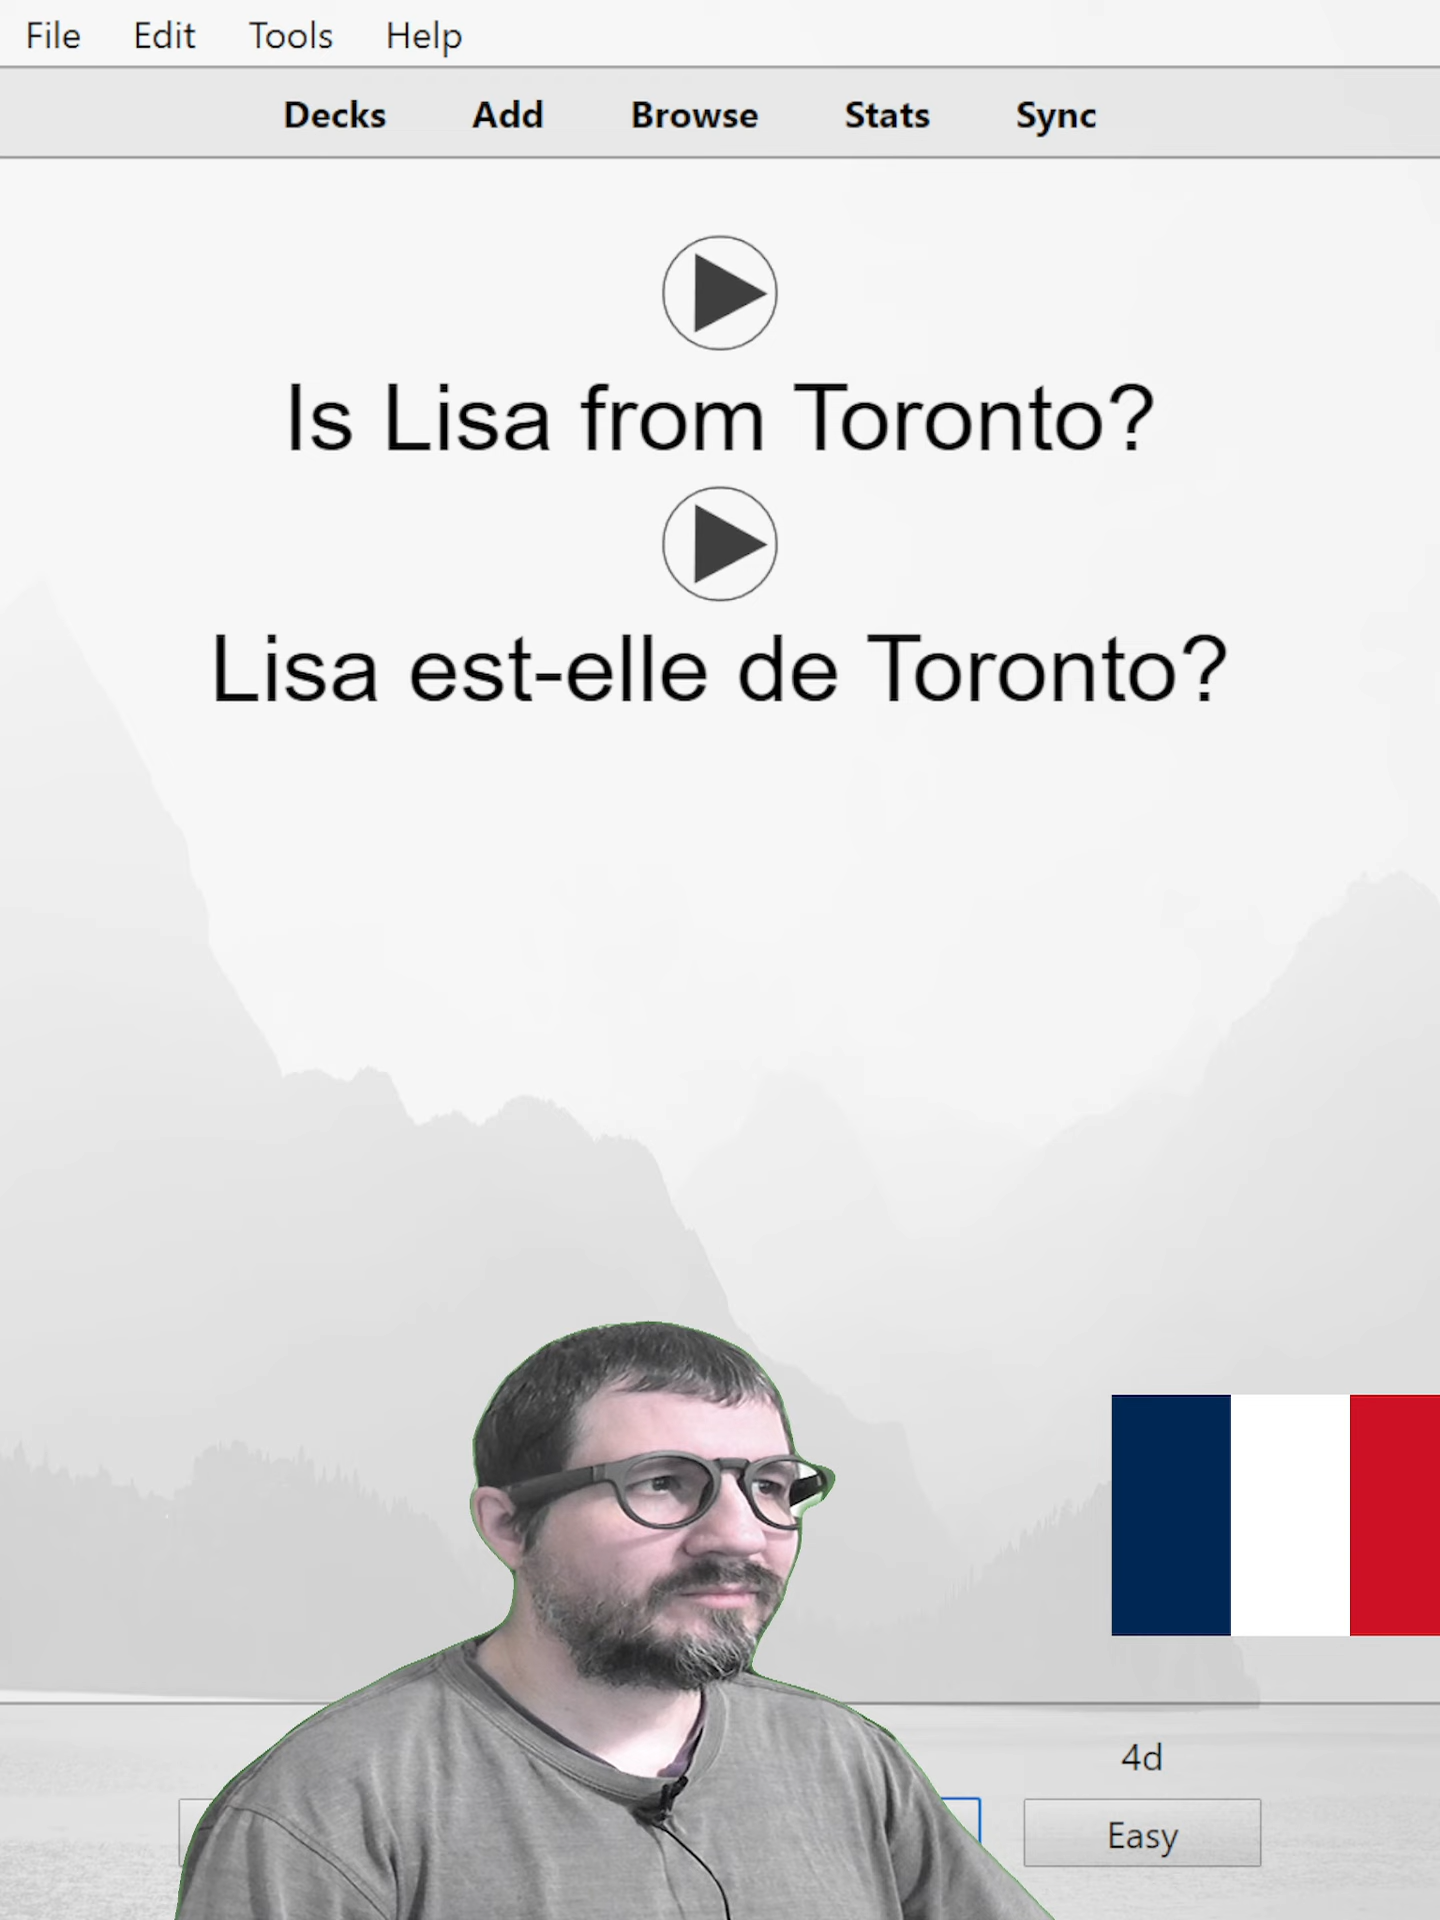 File Edit Tools Help
Decks Add Browse Stats Sync
Is Lisa from Toronto?
Lisa est-elle de Toronto?
4d
Easy